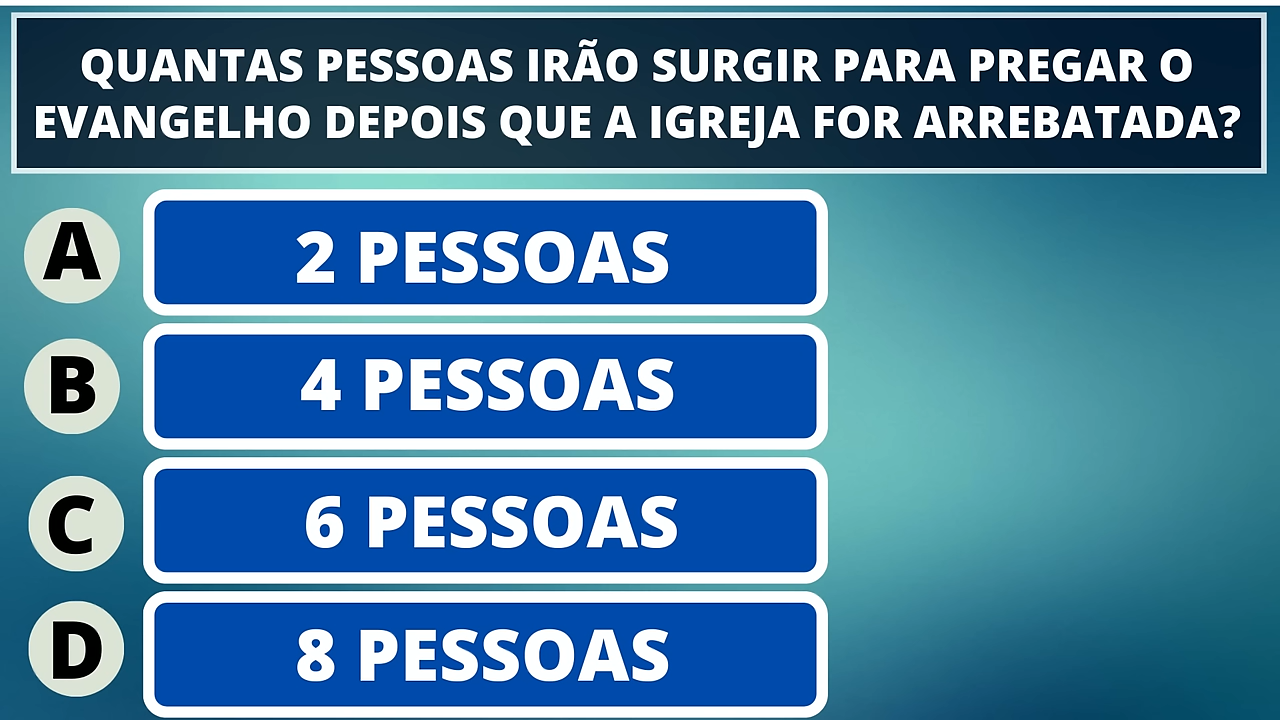 QUANTAS PESSOAS IRÃO SURGIR PARA PREGAR O
EVANGELHO DEPOIS QUE A IGREJA FOR ARREBATADA?
A
2 PESSOAS
B
4 PESSOAS
C
6 PESSOAS
D
8 PESSOAS